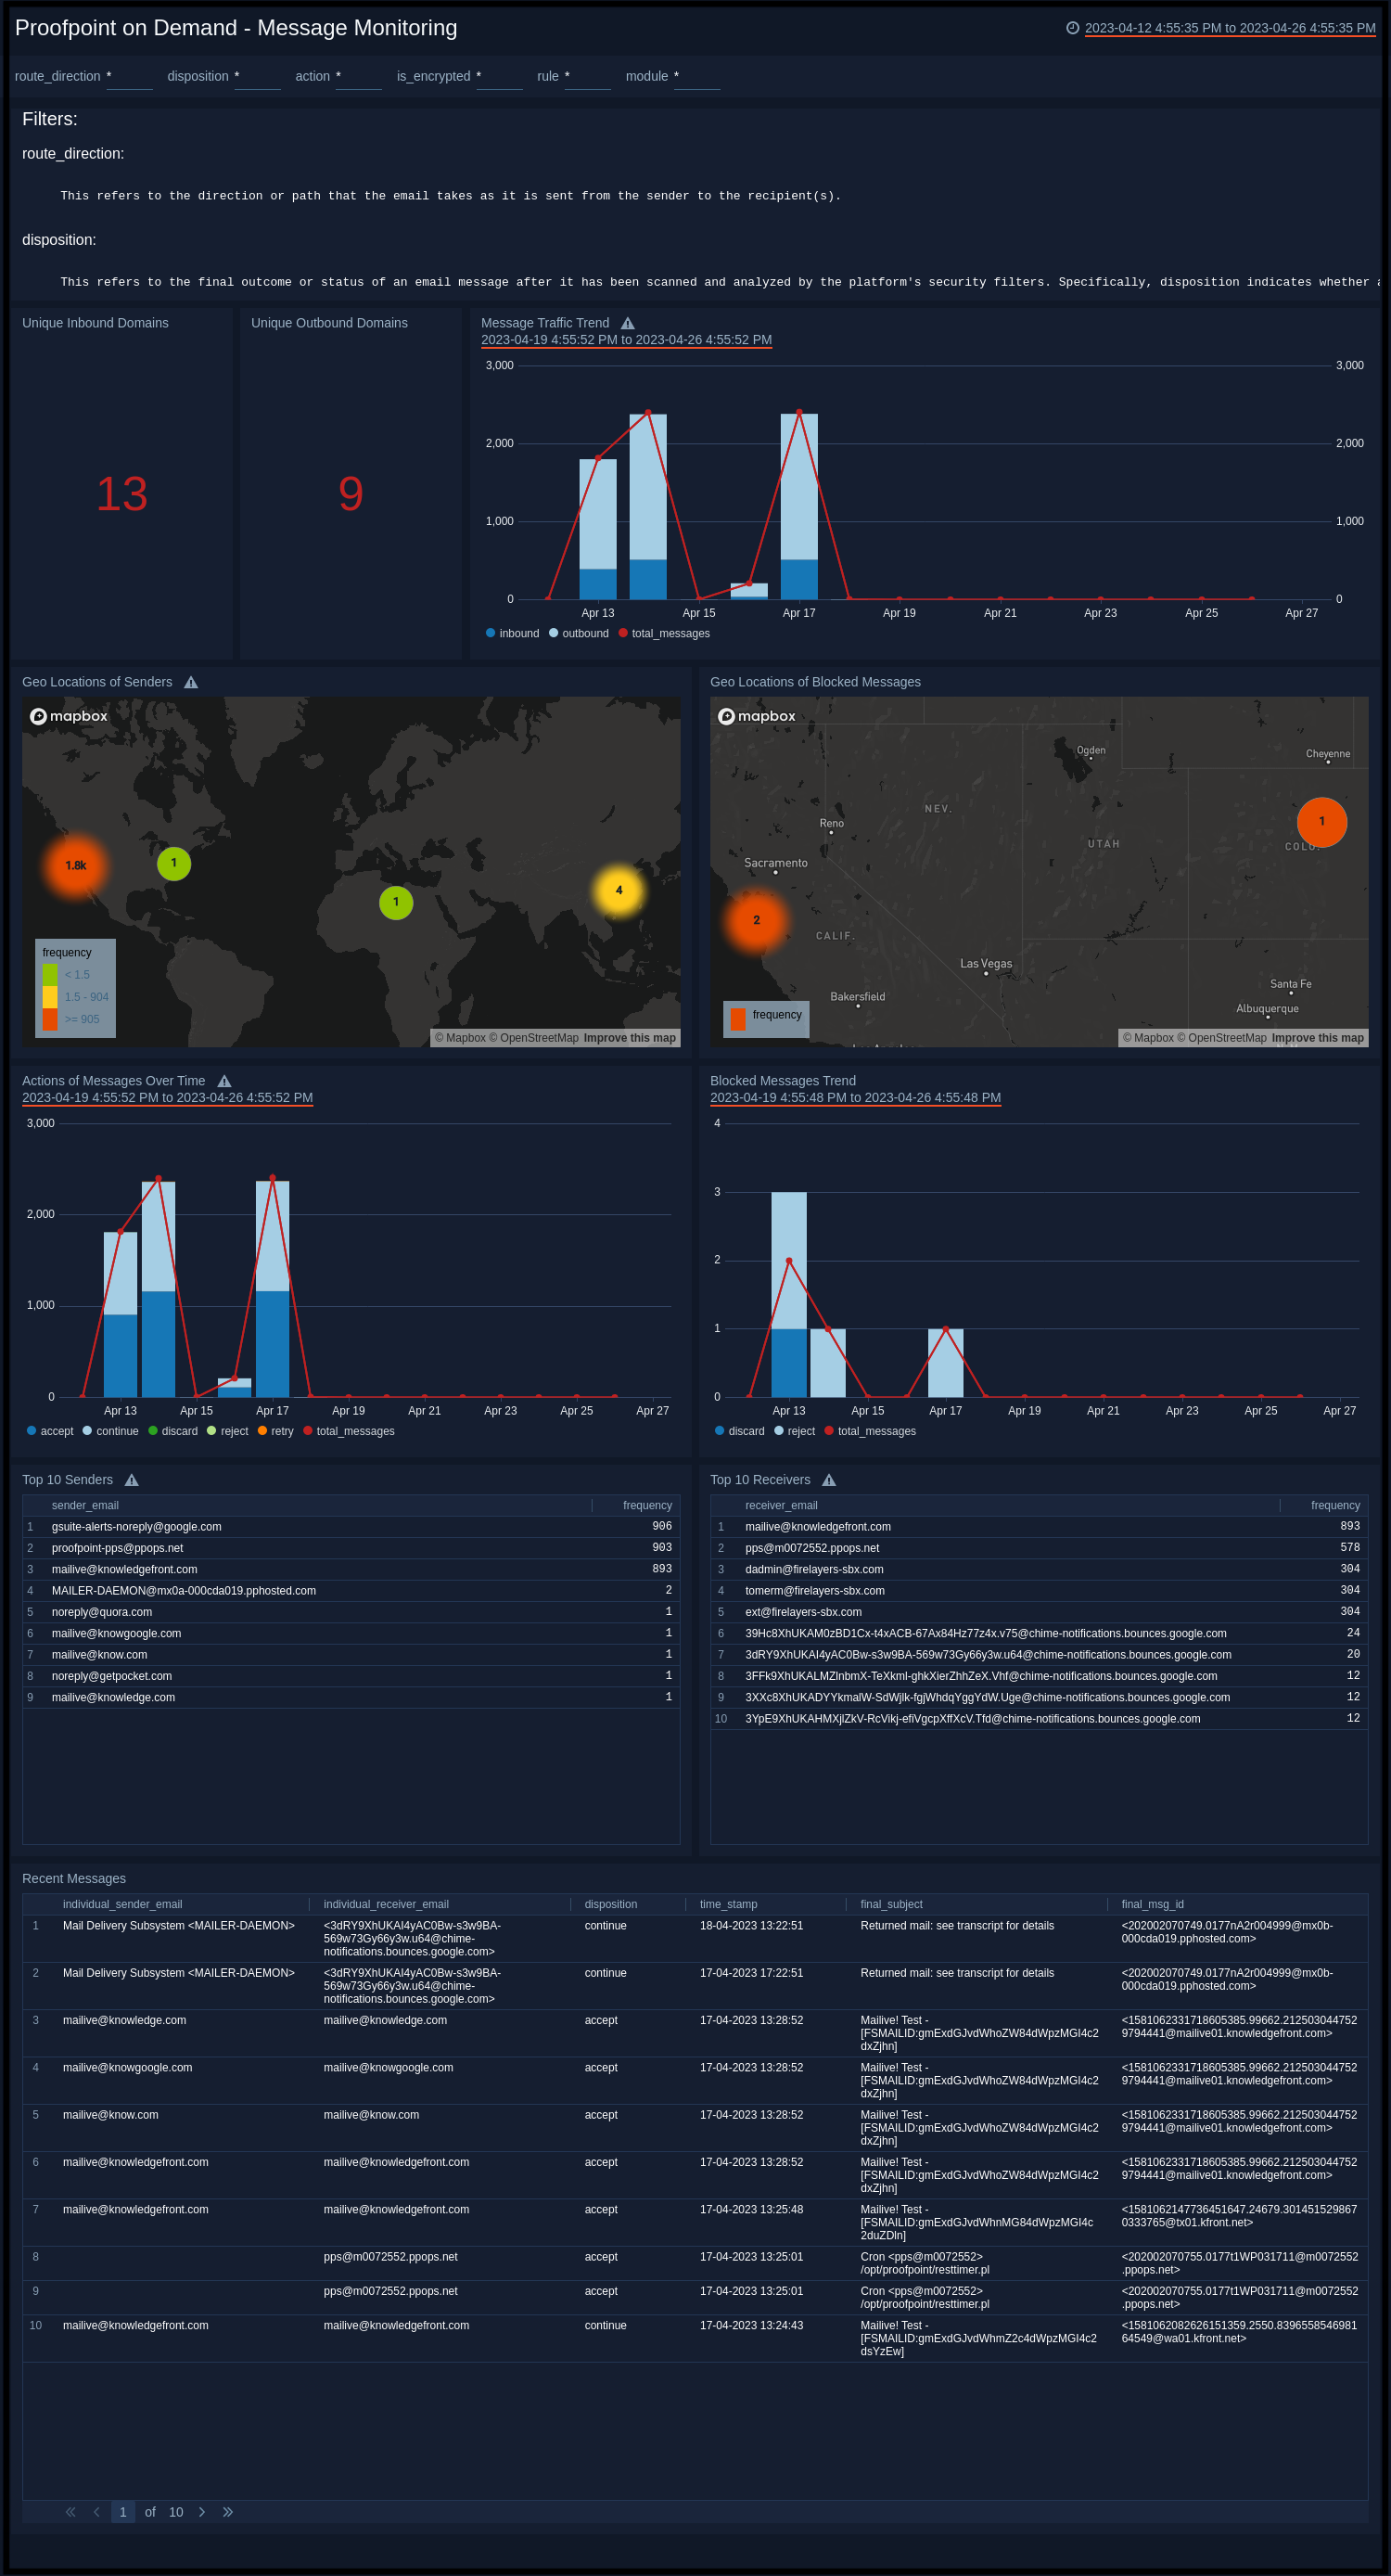 Proofpoint on Demand - Message Monitoring
2023-04-12 4:55:35 PM to 2023-04-26 4:55:35 PM
route_direction * disposition * action * is_encrypted * rule * module *
Filters:
route_direction:
This refers to the direction or path that the email takes as it is sent from the sender to the recipient(s).
disposition:
This refers to the final outcome or status of an email message after it has been scanned and analyzed by the platform's security filters. Specifically, disposition indicates whether a
Unique Inbound Domains
13
Unique Outbound Domains
9
Message Traffic Trend
2023-04-19 4:55:52 PM to 2023-04-26 4:55:52 PM
3,000 3,000
2,000 2,000
1,000 1,000
0 0
Apr 13 Apr 15 Apr 17 Apr 19 Apr 21 Apr 23 Apr 25 Apr 27
inbound outbound total_messages
Geo Locations of Senders
mapbox
1.8k
1
1
4
frequency
< 1.5
1.5 - 904
>= 905
© Mapbox © OpenStreetMap Improve this map
Geo Locations of Blocked Messages
mapbox
Ogden
Cheyenne
NEV.
Reno
1
UTAH
COLO.
Sacramento
2
CALIF.
Las Vegas
Santa Fe
Bakersfield
Albuquerque
frequency
© Mapbox © OpenStreetMap Improve this map
Actions of Messages Over Time
2023-04-19 4:55:52 PM to 2023-04-26 4:55:52 PM
3,000
2,000
1,000
0
Apr 13 Apr 15 Apr 17 Apr 19 Apr 21 Apr 23 Apr 25 Apr 27
accept continue discard reject retry total_messages
Blocked Messages Trend
2023-04-19 4:55:48 PM to 2023-04-26 4:55:48 PM
4
3
2
1
0
Apr 13 Apr 15 Apr 17 Apr 19 Apr 21 Apr 23 Apr 25 Apr 27
discard reject total_messages
Top 10 Senders
sender_email frequency
1 gsuite-alerts-noreply@google.com 906
2 proofpoint-pps@ppops.net 903
3 mailive@knowledgefront.com 893
4 MAILER-DAEMON@mx0a-000cda019.pphosted.com 2
5 noreply@quora.com 1
6 mailive@knowgoogle.com 1
7 mailive@know.com 1
8 noreply@getpocket.com 1
9 mailive@knowledge.com 1
Top 10 Receivers
receiver_email frequency
1 mailive@knowledgefront.com 893
2 pps@m0072552.ppops.net 578
3 dadmin@firelayers-sbx.com 304
4 tomerm@firelayers-sbx.com 304
5 ext@firelayers-sbx.com 304
6 39Hc8XhUKAM0zBD1Cx-t4xACB-67Ax84Hz77z4x.v75@chime-notifications.bounces.google.com 24
7 3dRY9XhUKAI4yAC0Bw-s3w9BA-569w73Gy66y3w.u64@chime-notifications.bounces.google.com 20
8 3FFk9XhUKALMZlnbmX-TeXkml-ghkXierZhhZeX.Vhf@chime-notifications.bounces.google.com 12
9 3XXc8XhUKADYYkmalW-SdWjlk-fgjWhdqYggYdW.Uge@chime-notifications.bounces.google.com 12
10 3YpE9XhUKAHMXjlZkV-RcVikj-efiVgcpXffXcV.Tfd@chime-notifications.bounces.google.com 12
Recent Messages
individual_sender_email individual_receiver_email disposition time_stamp final_subject final_msg_id
1 Mail Delivery Subsystem <MAILER-DAEMON> <3dRY9XhUKAI4yAC0Bw-s3w9BA- continue 18-04-2023 13:22:51 Returned mail: see transcript for details <202002070749.0177nA2r004999@mx0b-
569w73Gy66y3w.u64@chime- 000cda019.pphosted.com>
notifications.bounces.google.com>
2 Mail Delivery Subsystem <MAILER-DAEMON> <3dRY9XhUKAI4yAC0Bw-s3w9BA- continue 17-04-2023 17:22:51 Returned mail: see transcript for details <202002070749.0177nA2r004999@mx0b-
569w73Gy66y3w.u64@chime- 000cda019.pphosted.com>
notifications.bounces.google.com>
3 mailive@knowledge.com mailive@knowledge.com accept 17-04-2023 13:28:52 Mailive! Test - <1581062331718605385.99662.212503044752
[FSMAILID:gmExdGJvdWhoZW84dWpzMGI4c2 9794441@mailive01.knowledgefront.com>
dxZjhn]
4 mailive@knowgoogle.com mailive@knowgoogle.com accept 17-04-2023 13:28:52 Mailive! Test - <1581062331718605385.99662.212503044752
[FSMAILID:gmExdGJvdWhoZW84dWpzMGI4c2 9794441@mailive01.knowledgefront.com>
dxZjhn]
5 mailive@know.com mailive@know.com accept 17-04-2023 13:28:52 Mailive! Test - <1581062331718605385.99662.212503044752
[FSMAILID:gmExdGJvdWhoZW84dWpzMGI4c2 9794441@mailive01.knowledgefront.com>
dxZjhn]
6 mailive@knowledgefront.com mailive@knowledgefront.com accept 17-04-2023 13:28:52 Mailive! Test - <1581062331718605385.99662.212503044752
[FSMAILID:gmExdGJvdWhoZW84dWpzMGI4c2 9794441@mailive01.knowledgefront.com>
dxZjhn]
7 mailive@knowledgefront.com mailive@knowledgefront.com accept 17-04-2023 13:25:48 Mailive! Test - <1581062147736451647.24679.301451529867
[FSMAILID:gmExdGJvdWhnMG84dWpzMGI4c 0333765@tx01.kfront.net>
2duZDln]
8 pps@m0072552.ppops.net accept 17-04-2023 13:25:01 Cron <pps@m0072552> <202002070755.0177t1WP031711@m0072552
/opt/proofpoint/resttimer.pl .ppops.net>
9 pps@m0072552.ppops.net accept 17-04-2023 13:25:01 Cron <pps@m0072552> <202002070755.0177t1WP031711@m0072552
/opt/proofpoint/resttimer.pl .ppops.net>
10 mailive@knowledgefront.com mailive@knowledgefront.com continue 17-04-2023 13:24:43 Mailive! Test - <1581062082626151359.2550.8396558546981
[FSMAILID:gmExdGJvdWhmZ2c4dWpzMGI4c2 64549@wa01.kfront.net>
dsYzEw]
1 of 10